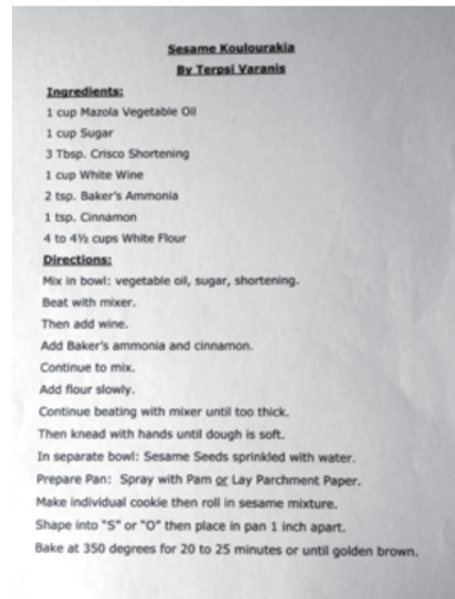 Sesame Koulourakia
By Terpsi Varanis
Ingredients:
1 cup Mazola Vegetable Oil
1 cup Sugar
3 Tbsp. Crisco Shortening
1 cup White Wine
2 tsp. Baker's Ammonia
1 tsp. Cinnamon
4 to 4½ cups White Flour
Directions:
Mix in bowl: vegetable oil, sugar, shortening.
Beat with mixer.
Then add wine.
Add Baker's ammonia and cinnamon.
Continue to mix.
Add flour slowly.
Continue beating with mixer until too thick.
Then knead with hands until dough is soft.
In separate bowl: Sesame Seeds sprinkled with water.
Prepare Pan: Spray with Pam or Lay Parchment Paper.
Make individual cookie then roll in sesame mixture.
Shape into "S" or "O" then place in pan 1 inch apart.
Bake at 350 degrees for 20 to 25 minutes or until golden brown.